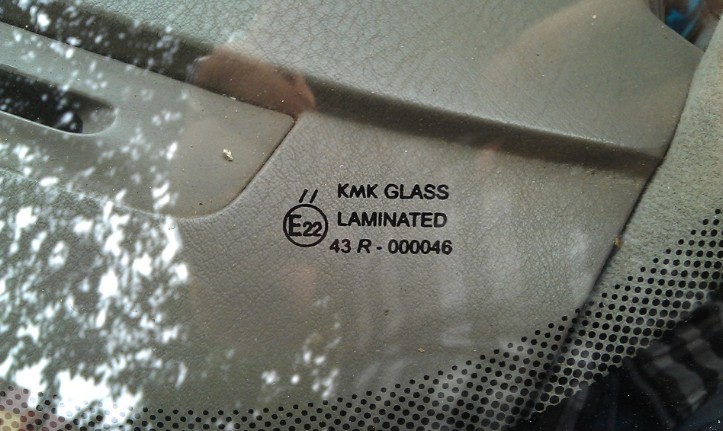 KMK GLASS
LAMINATED
E22
43 R - 000046